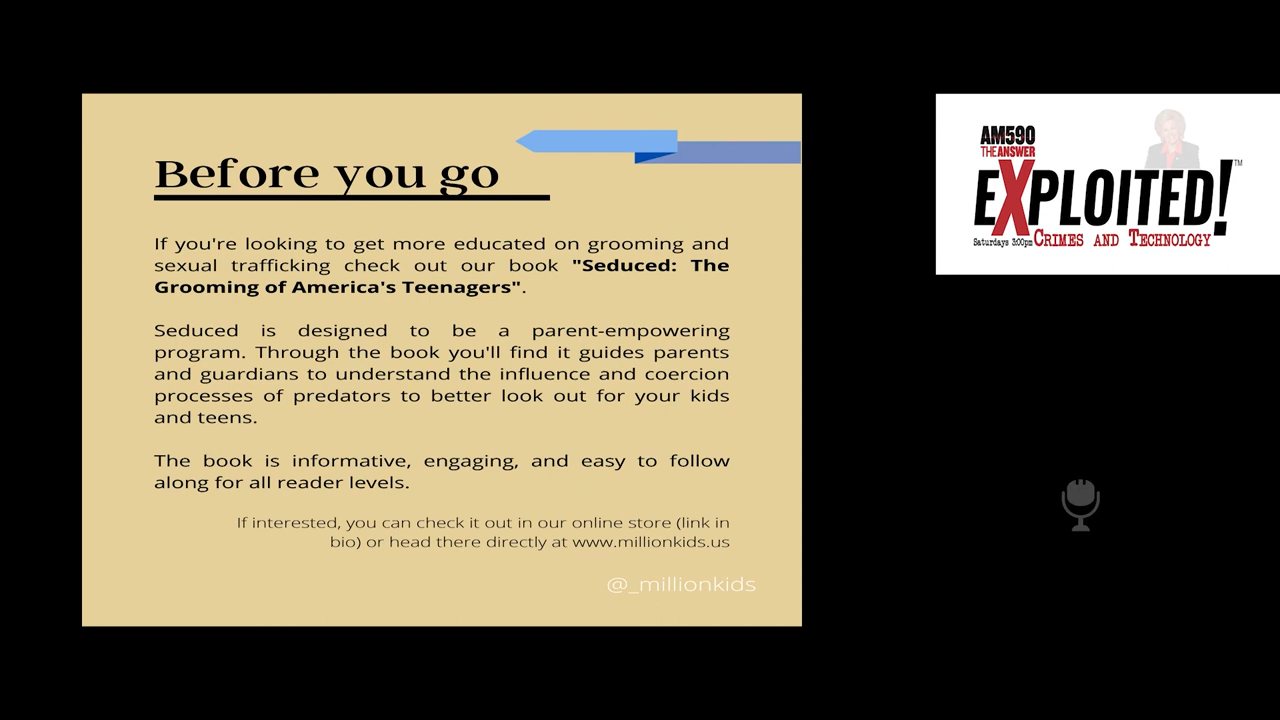 Before you go
If you're looking to get more educated on grooming and
sexual trafficking check out our book "Seduced: The
Grooming of America's Teenagers".
Seduced is designed to be a parent-empowering
program. Through the book you'll find it guides parents
and guardians to understand the influence and coercion
processes of predators to better look out for your kids
and teens.
The book is informative, engaging, and easy to follow
along for all reader levels.
If interested, you can check it out in our online store (link in
bio) or head there directly at www.millionkids.us
@_millionkids
AM590
THE ANSWER
EXPLOITED!™
Saturdays 3:00pm CRIMES AND TECHNOLOGY